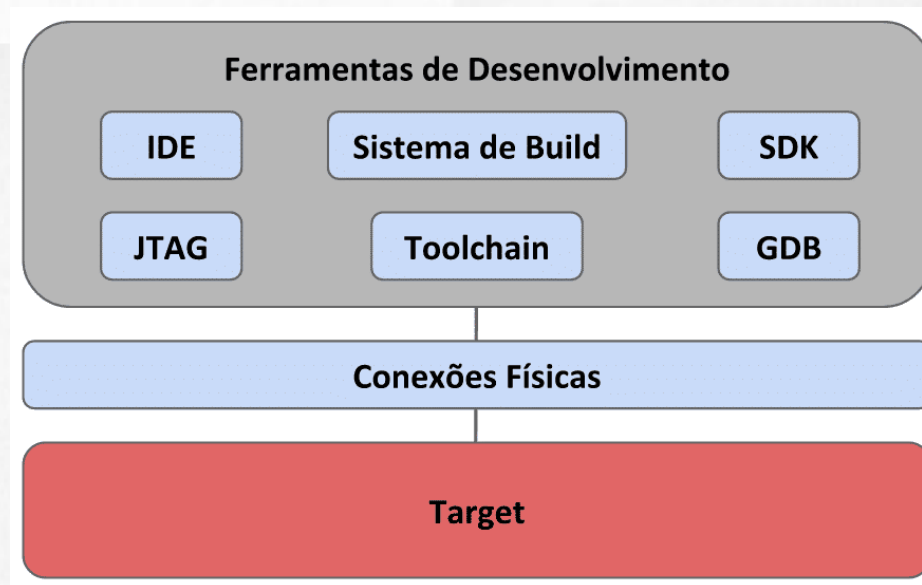 Ferramentas de Desenvolvimento
IDE
Sistema de Build
SDK
JTAG
Toolchain
GDB
Conexões Físicas
Target